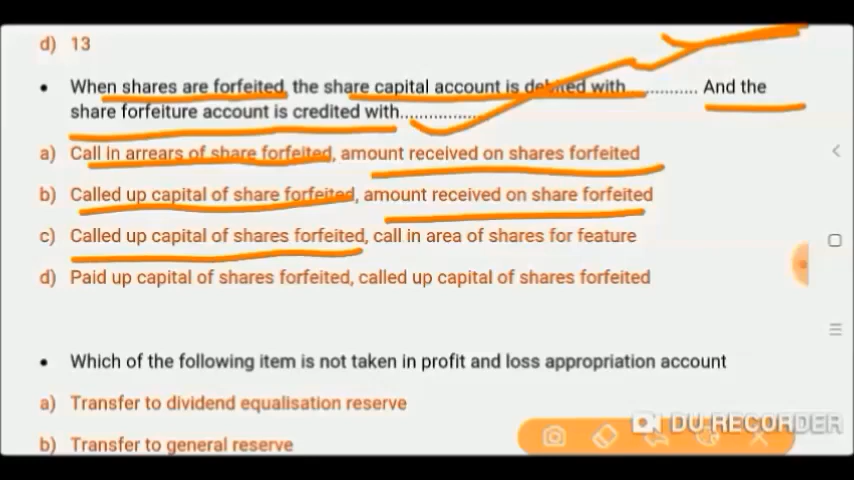 d) 13
• When shares are forfeited, the share capital account is debited with............ And the
share forfeiture account is credited with..................
a) Call in arrears of share forfeited, amount received on shares forfeited
b) Called up capital of share forfeited, amount received on share forfeited
c) Called up capital of shares forfeited, call in area of shares for feature
d) Paid up capital of shares forfeited, called up capital of shares forfeited
• Which of the following item is not taken in profit and loss appropriation account
a) Transfer to dividend equalisation reserve
DU RECORDER
b) Transfer to general reserve